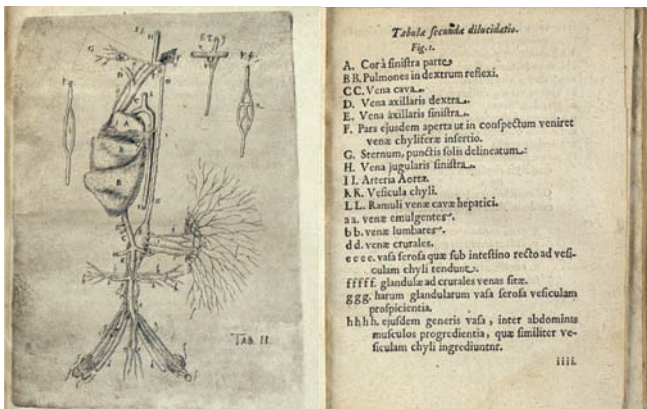 TAB. II.
Tabulæ secundæ dilucidatio.
Fig. 1.
A. Cor à sinistra parte.
B B. Pulmones in dextrum reflexi.
C C. Vena cava.
D. Vena axillaris dextra.
E. Vena axillaris sinistra.
F. Pars ejusdem aperta ut in conspectum veniret
venæ chyliferæ insertio.
G. Sternum, punctis solis delineatum.
H. Vena jugularis sinistra.
I I. Arteria Aorta.
K K. Vesicula chyli.
L L. Ramuli venæ cavæ hepatici.
a a. venæ emulgentes.
b b. venæ lumbares.
d d. venæ crurales.
e e e e. vasa serosa quæ sub intestino recto ad vesi-
culam chyli tendunt.
f f f f f. glandulæ ad crurales venas sitæ.
g g g. harum glandularum vasa serosa vesiculam
prospicientia.
h h h h. ejusdem generis vasa, inter abdominis
musculos progredientia, quæ similiter ve-
siculam chyli ingrediuntur.
i i i i.